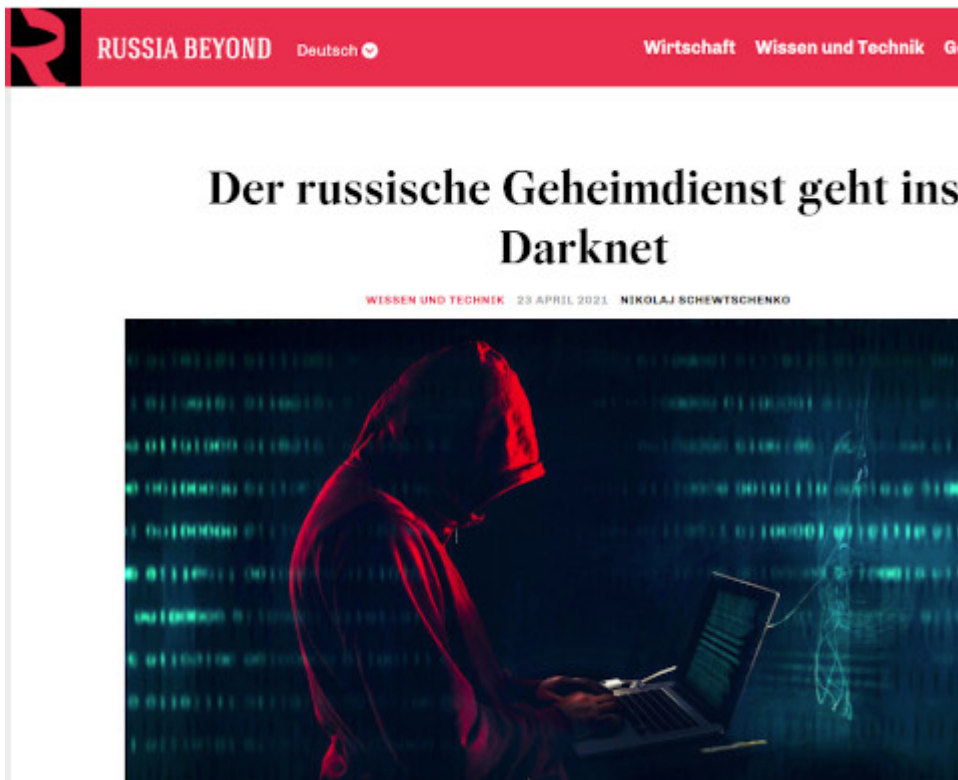 RUSSIA BEYOND Deutsch Wirtschaft Wissen und Technik
Der russische Geheimdienst geht ins
Darknet
WISSEN UND TECHNIK 23 APRIL 2021 NIKOLAJ SCHEWTSCHENKO